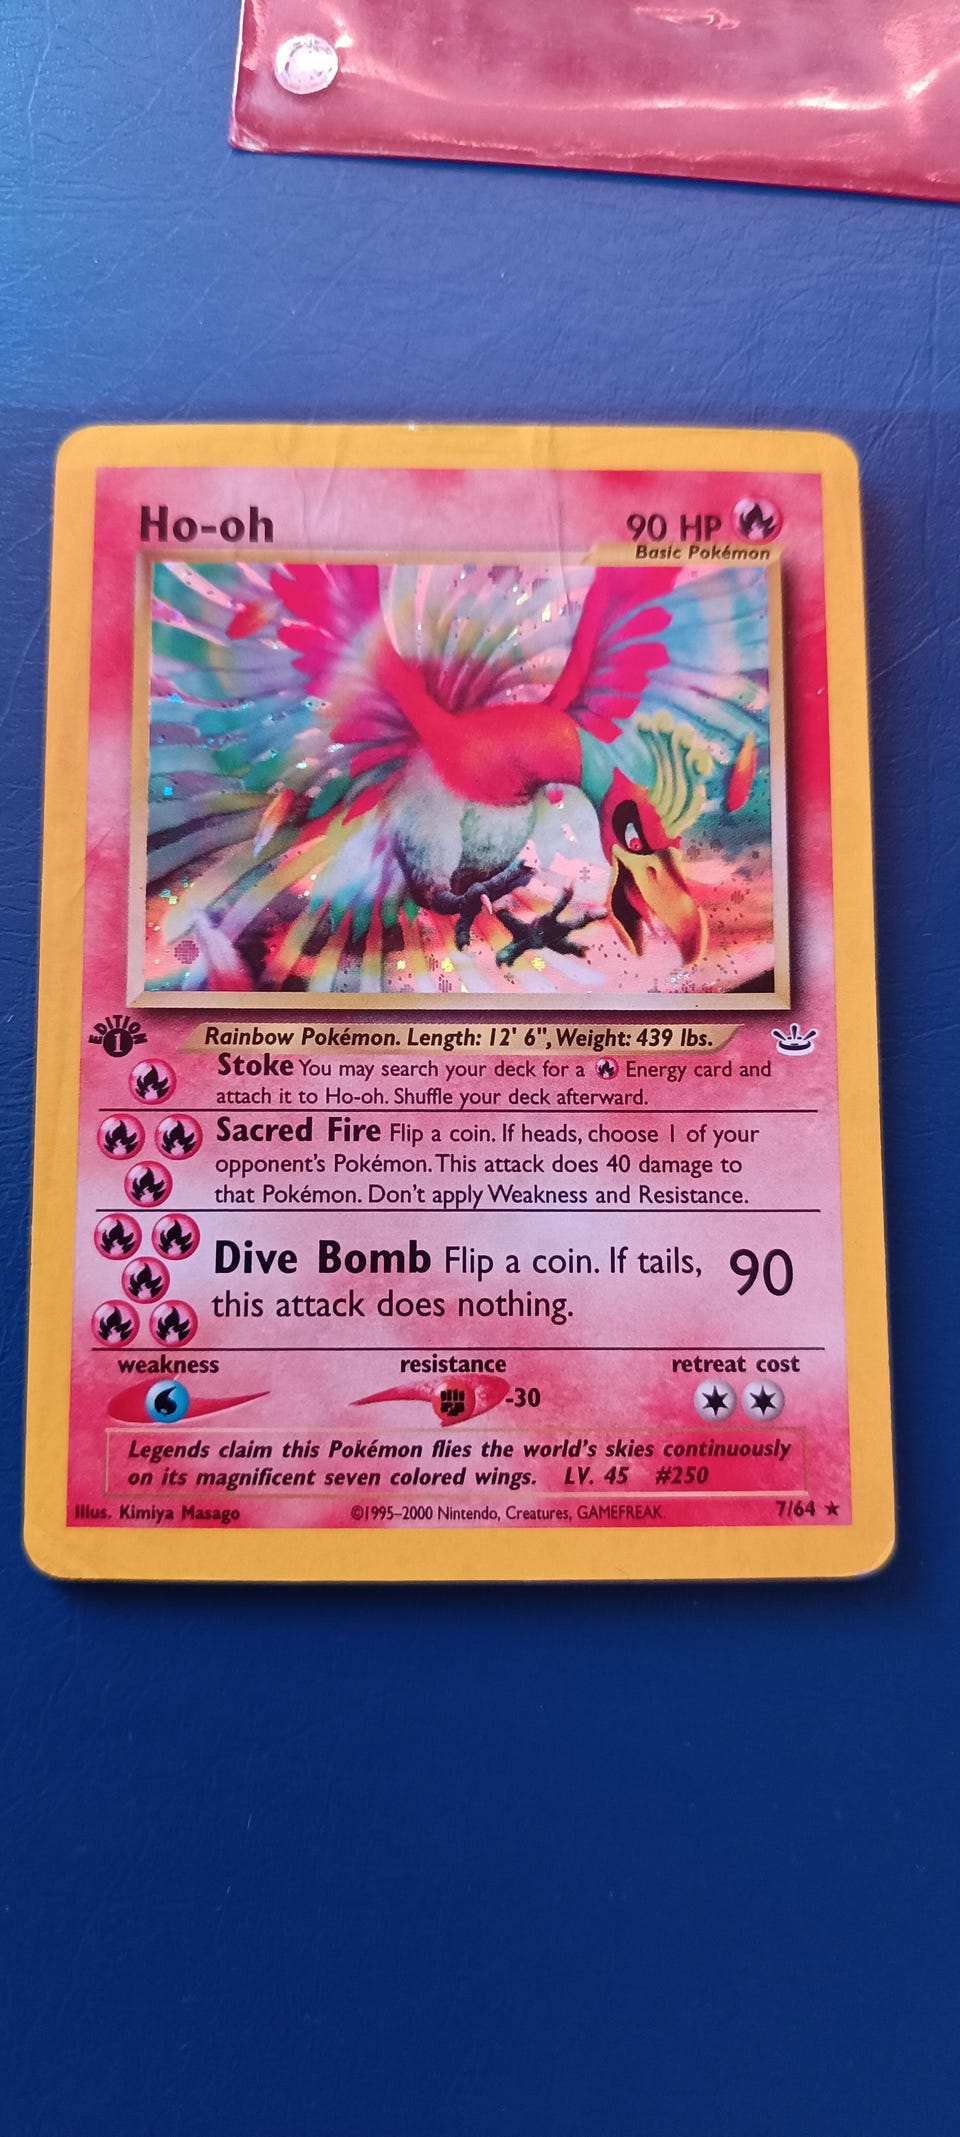 Ho-oh
90 HP
Basic Pokémon
EDITION
1
Rainbow Pokémon. Length: 12' 6", Weight: 439 lbs.
Stoke You may search your deck for a Energy card and
attach it to Ho-oh. Shuffle your deck afterward.
Sacred Fire Flip a coin. If heads, choose 1 of your
opponent's Pokémon. This attack does 40 damage to
that Pokémon. Don't apply Weakness and Resistance.
Dive Bomb Flip a coin. If tails, 90
this attack does nothing.
weakness resistance retreat cost
-30
Legends claim this Pokémon flies the world's skies continuously
on its magnificent seven colored wings. LV. 45 #250
Illus. Kimiya Masago ©1995–2000 Nintendo, Creatures, GAMEFREAK. 7/64 ★